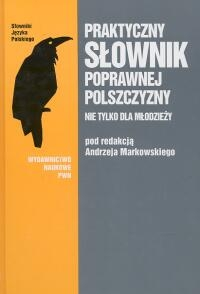 Słowniki
Języka
Polskiego
PRAKTYCZNY
SŁOWNIK
POPRAWNEJ
POLSZCZYZNY
NIE TYLKO DLA MŁODZIEŻY
pod redakcją
Andrzeja Markowskiego
WYDAWNICTWO
NAUKOWE
PWN